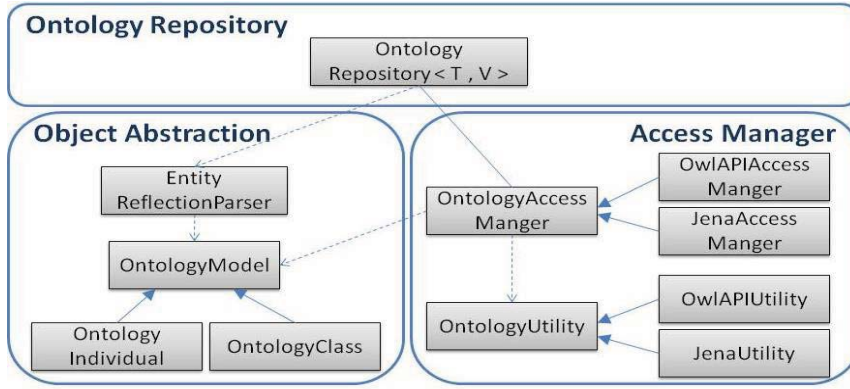 Ontology Repository
Ontology
Repository< T , V >
Object Abstraction
Entity
ReflectionParser
OntologyModel
Ontology
Individual
OntologyClass
Access Manager
OntologyAccess
Manger
OwlAPIAccess
Manger
JenaAccess
Manger
OntologyUtility
OwlAPIUtility
JenaUtility